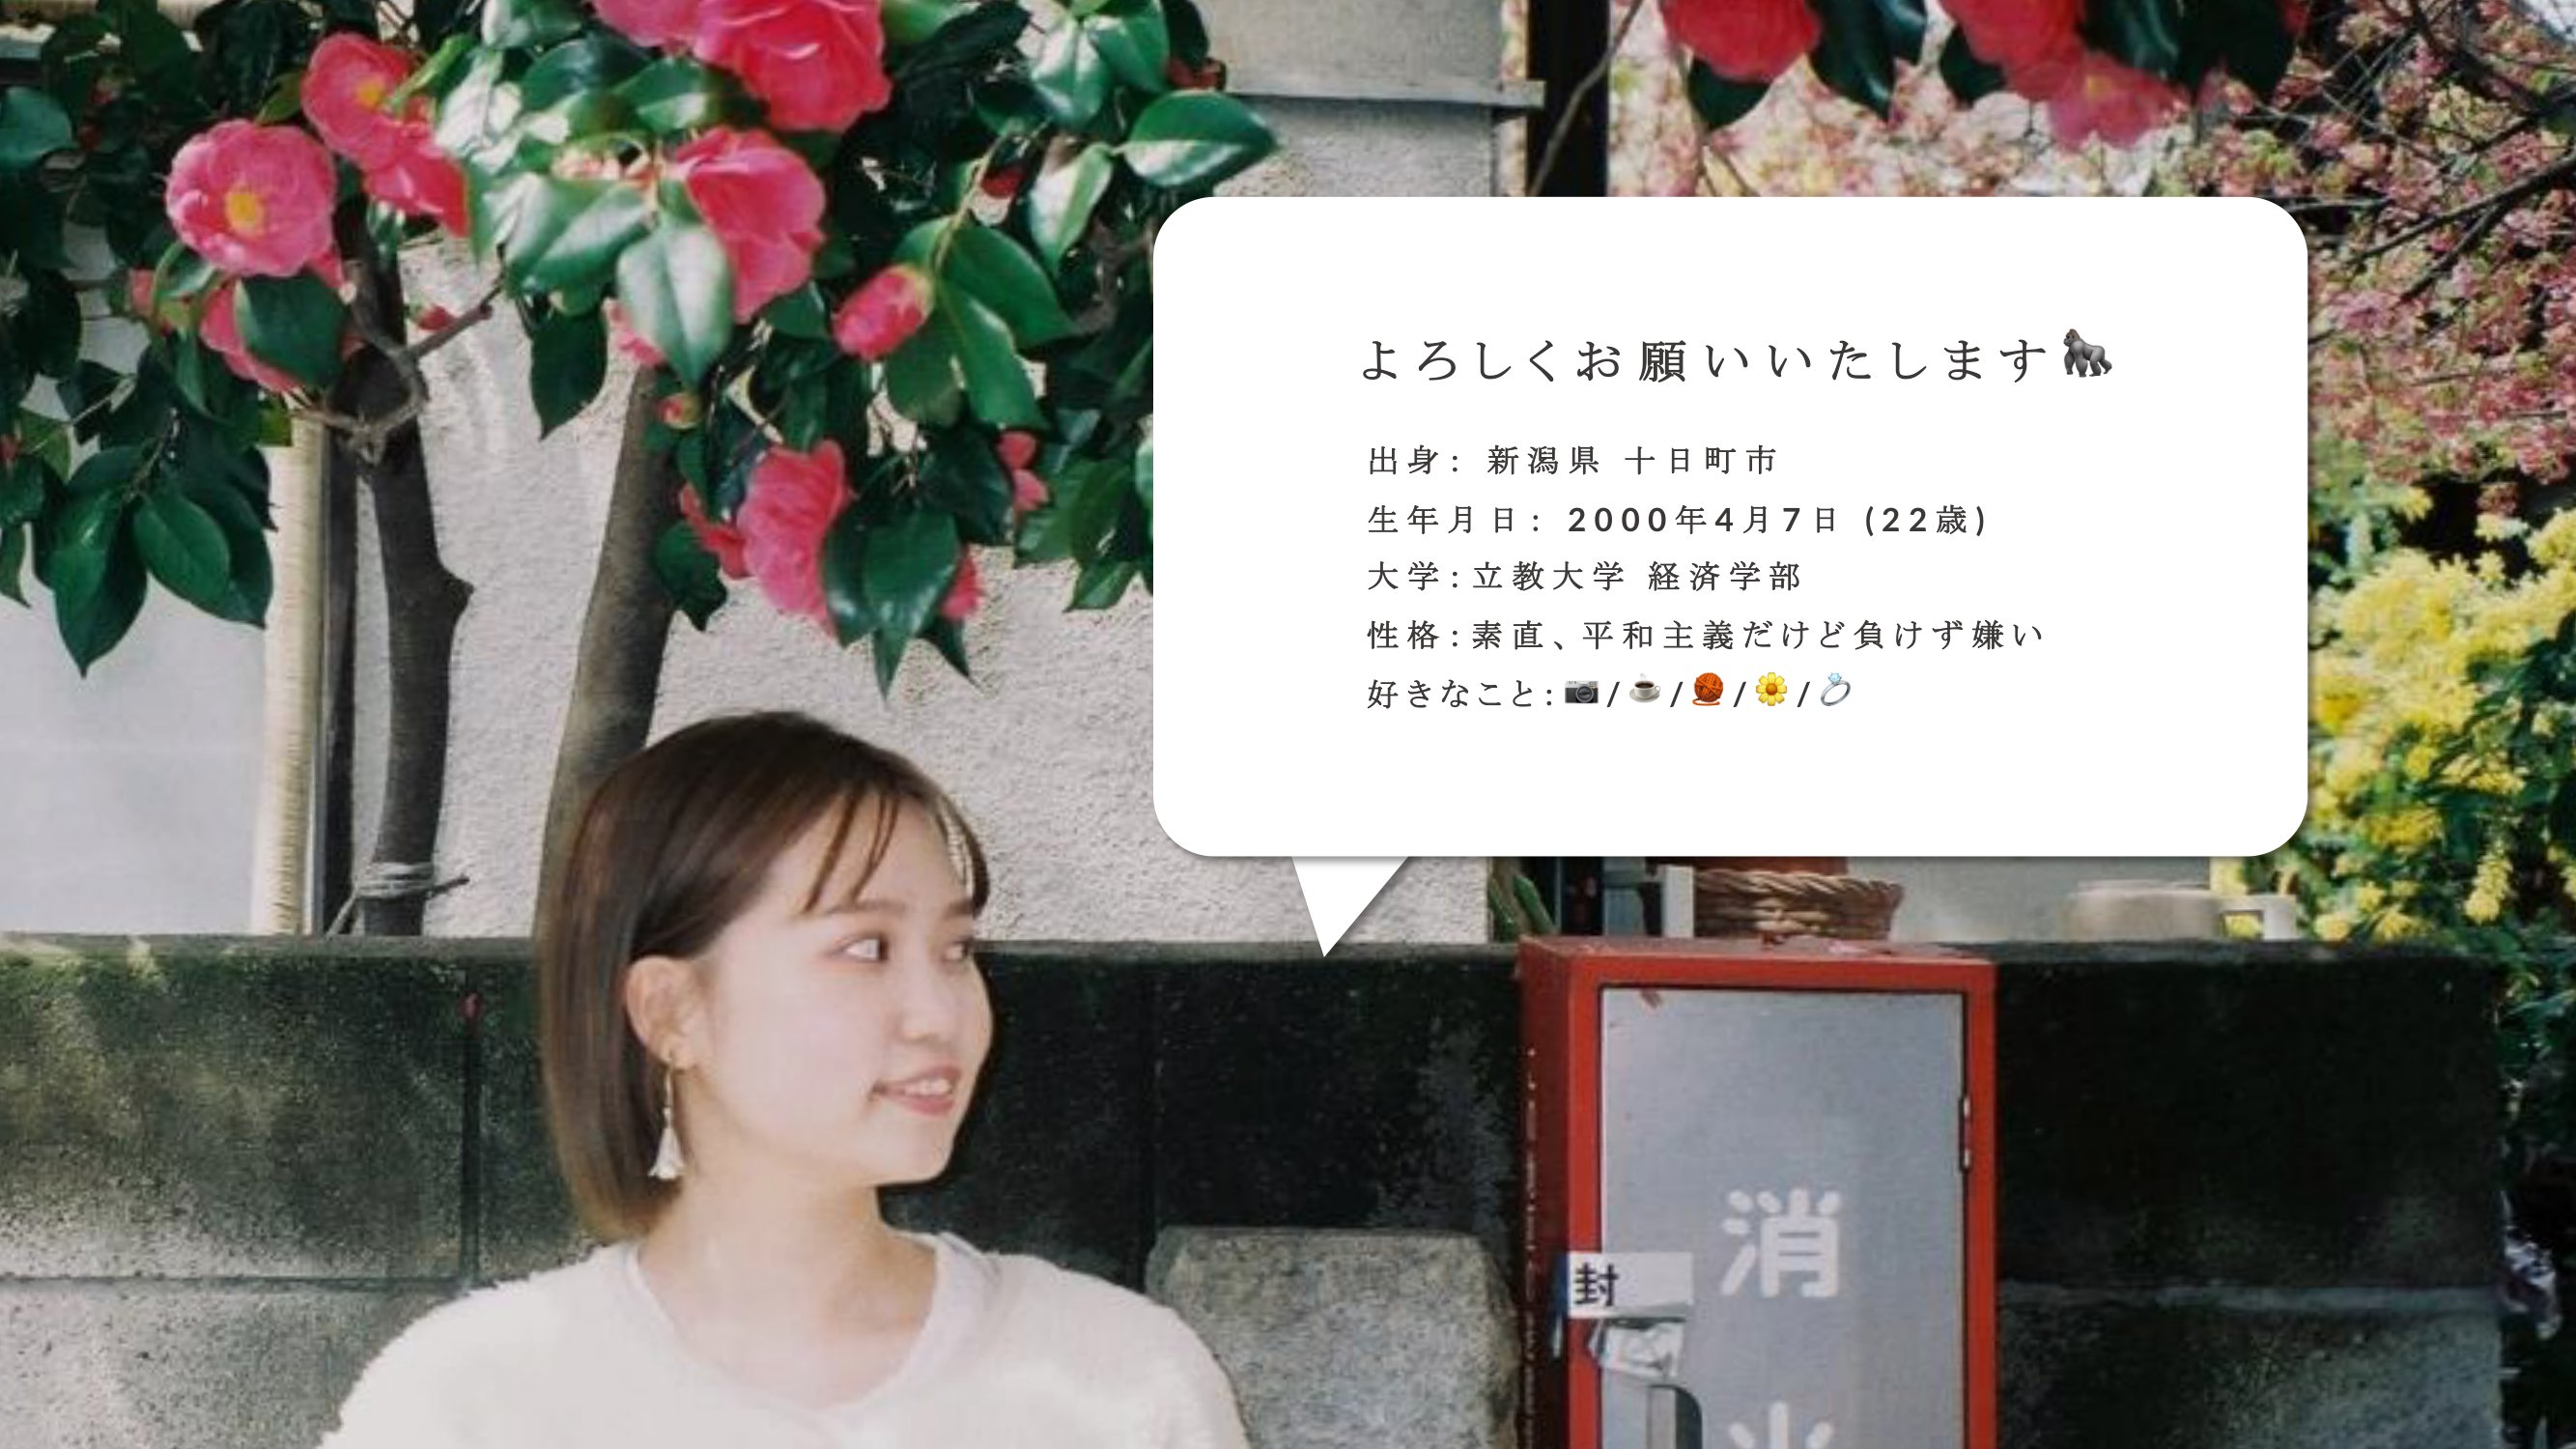 よろしくお願いいたします🦍
出身: 新潟県 十日町市
生年月日: 2000年4月7日 (22歳)
大学:立教大学 経済学部
性格:素直、平和主義だけど負けず嫌い
好きなこと:📷/☕/🧶/🌼/💍
封
消
火